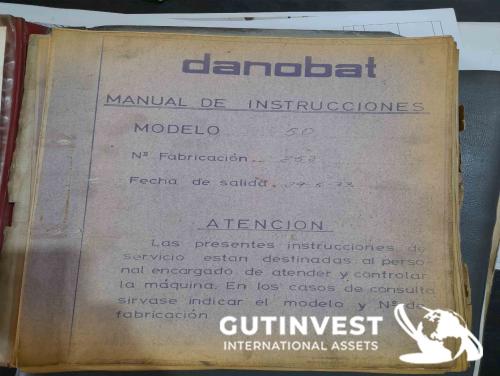 danobat
MANUAL DE INSTRUCCIONES
MODELO 50
Nº Fabricación
Fecha de salida
ATENCION
Las presentes instrucciones de
servicio estan destinadas al perso-
nal encargado de atender y controlar
la máquina. En los casos de consulta
sirvase indicar el modelo y Nº de
fabricación
GUTINVEST
INTERNATIONAL ASSETS